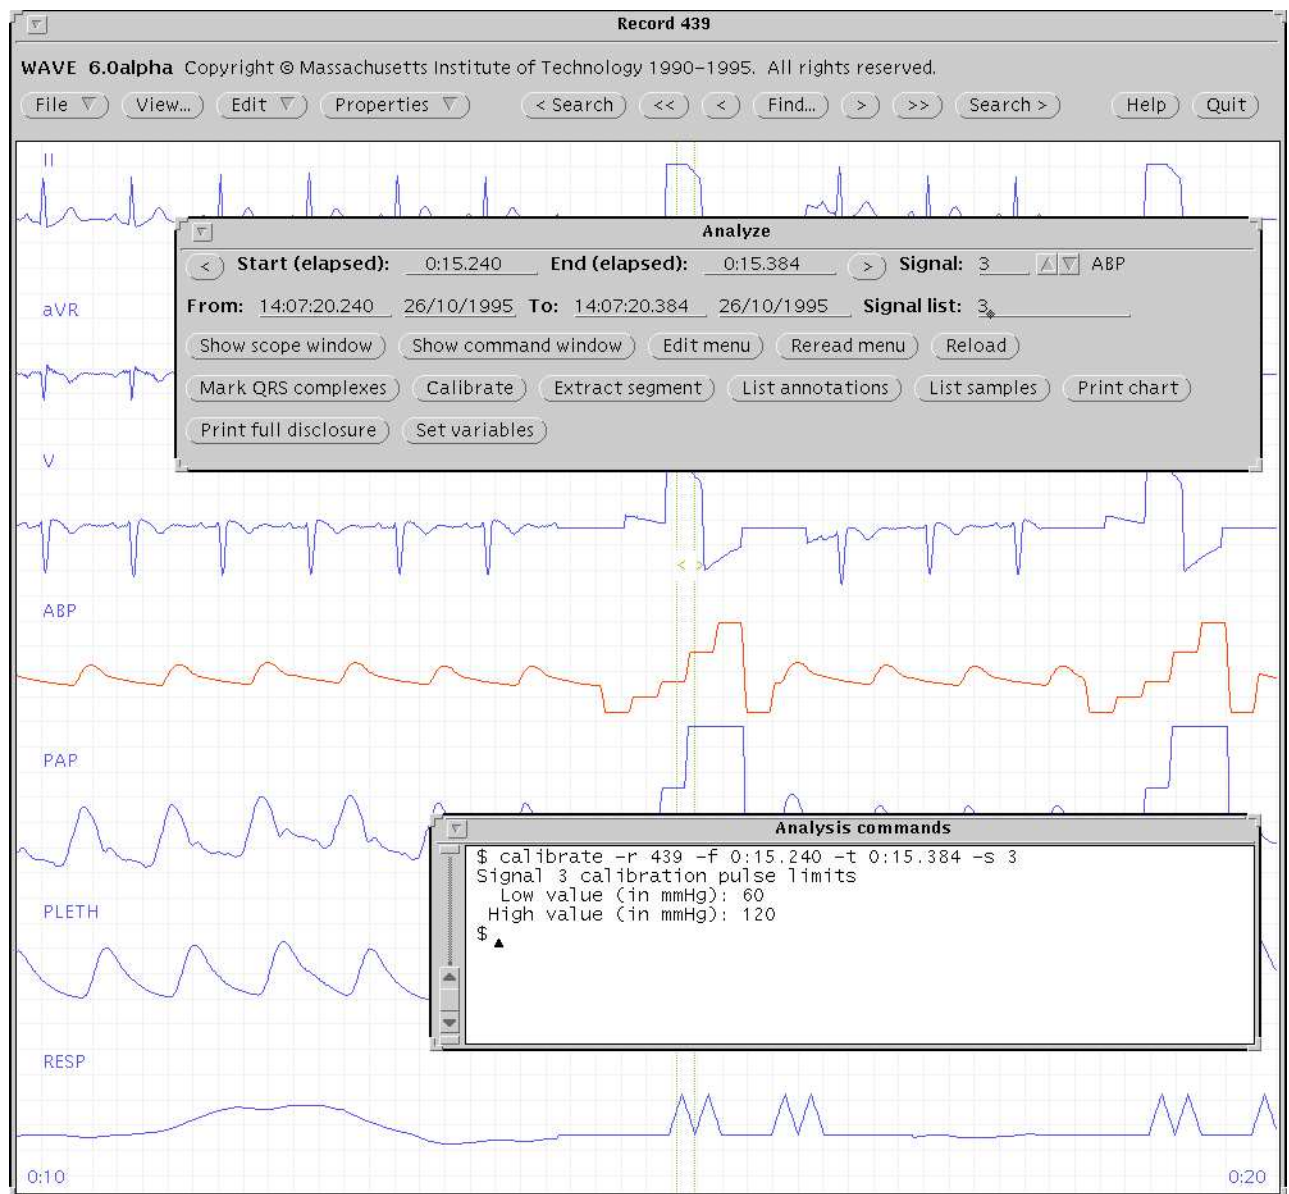 Record 439
WAVE 6.0alpha Copyright © Massachusetts Institute of Technology 1990–1995. All rights reserved.
File View... Edit Properties < Search << < Find... > >> Search > Help Quit
II
Analyze
< Start (elapsed): 0:15.240 End (elapsed): 0:15.384 > Signal: 3 ABP
From: 14:07:20.240 26/10/1995 To: 14:07:20.384 26/10/1995 Signal list: 3
aVR
Show scope window Show command window Edit menu Reread menu Reload
Mark QRS complexes Calibrate Extract segment List annotations List samples Print chart
Print full disclosure Set variables
V
< >
ABP
PAP
Analysis commands
$ calibrate -r 439 -f 0:15.240 -t 0:15.384 -s 3
Signal 3 calibration pulse limits
Low value (in mmHg): 60
High value (in mmHg): 120
$
PLETH
RESP
0:10 0:20